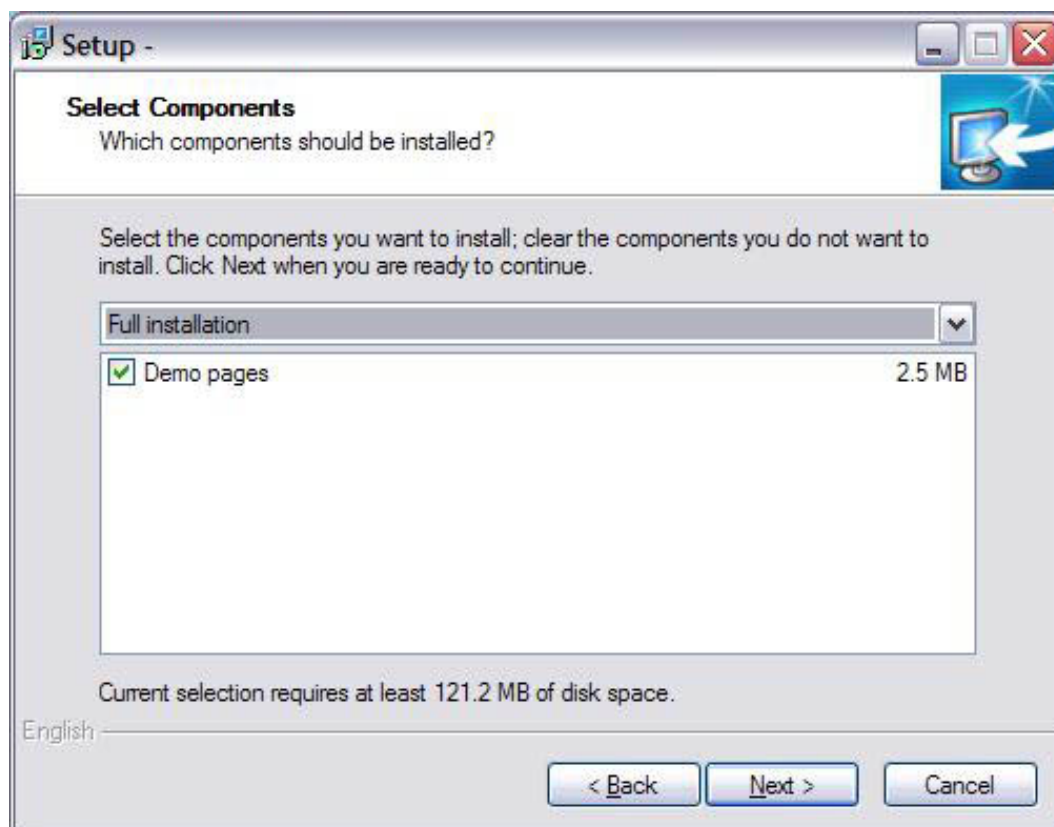 Setup -
Select Components
Which components should be installed?
Select the components you want to install; clear the components you do not want to
install. Click Next when you are ready to continue.
Full installation
Demo pages 2.5 MB
Current selection requires at least 121.2 MB of disk space.
English
< Back Next > Cancel